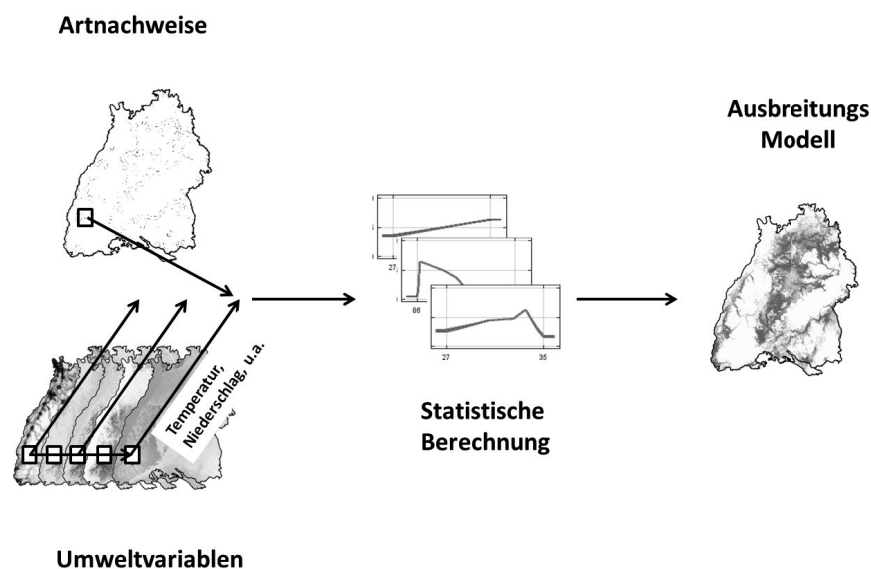 Artnachweise
Ausbreitungs
Modell
27
86
27
35
Temperatur,
Niederschlag, u.a.
Statistische
Berechnung
Umweltvariablen